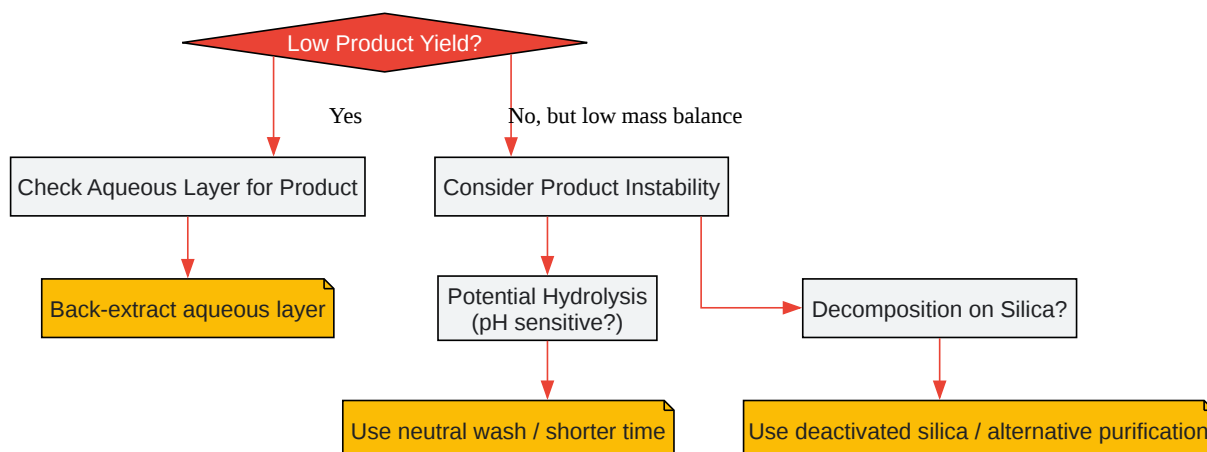 Low Product Yield?
Yes
No, but low mass balance
Check Aqueous Layer for Product
Consider Product Instability
Back-extract aqueous layer
Potential Hydrolysis
(pH sensitive?)
Decomposition on Silica?
Use neutral wash / shorter time
Use deactivated silica / alternative purification